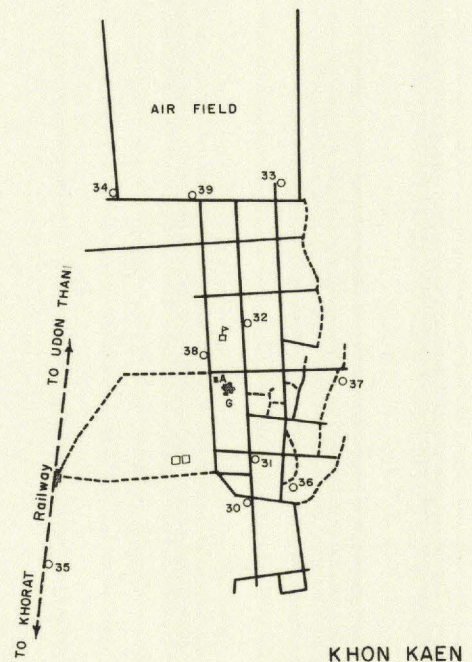 AIR FIELD
34
39
33
TO UDON THANI
32
38
A
37
G
31
36
30
Railway
35
TO KHORAT
KHON KAEN